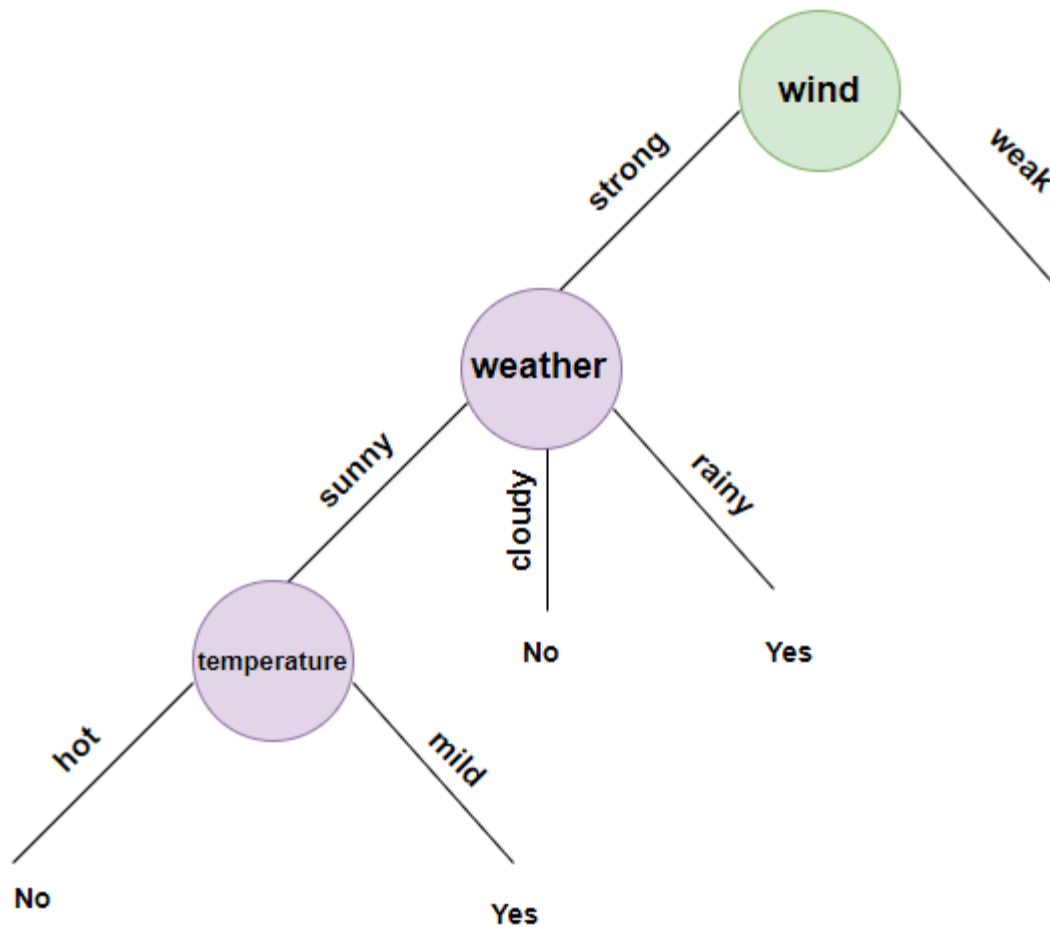 wind
strong
weak
weather
sunny
cloudy
rainy
temperature
No
Yes
hot
mild
No
Yes